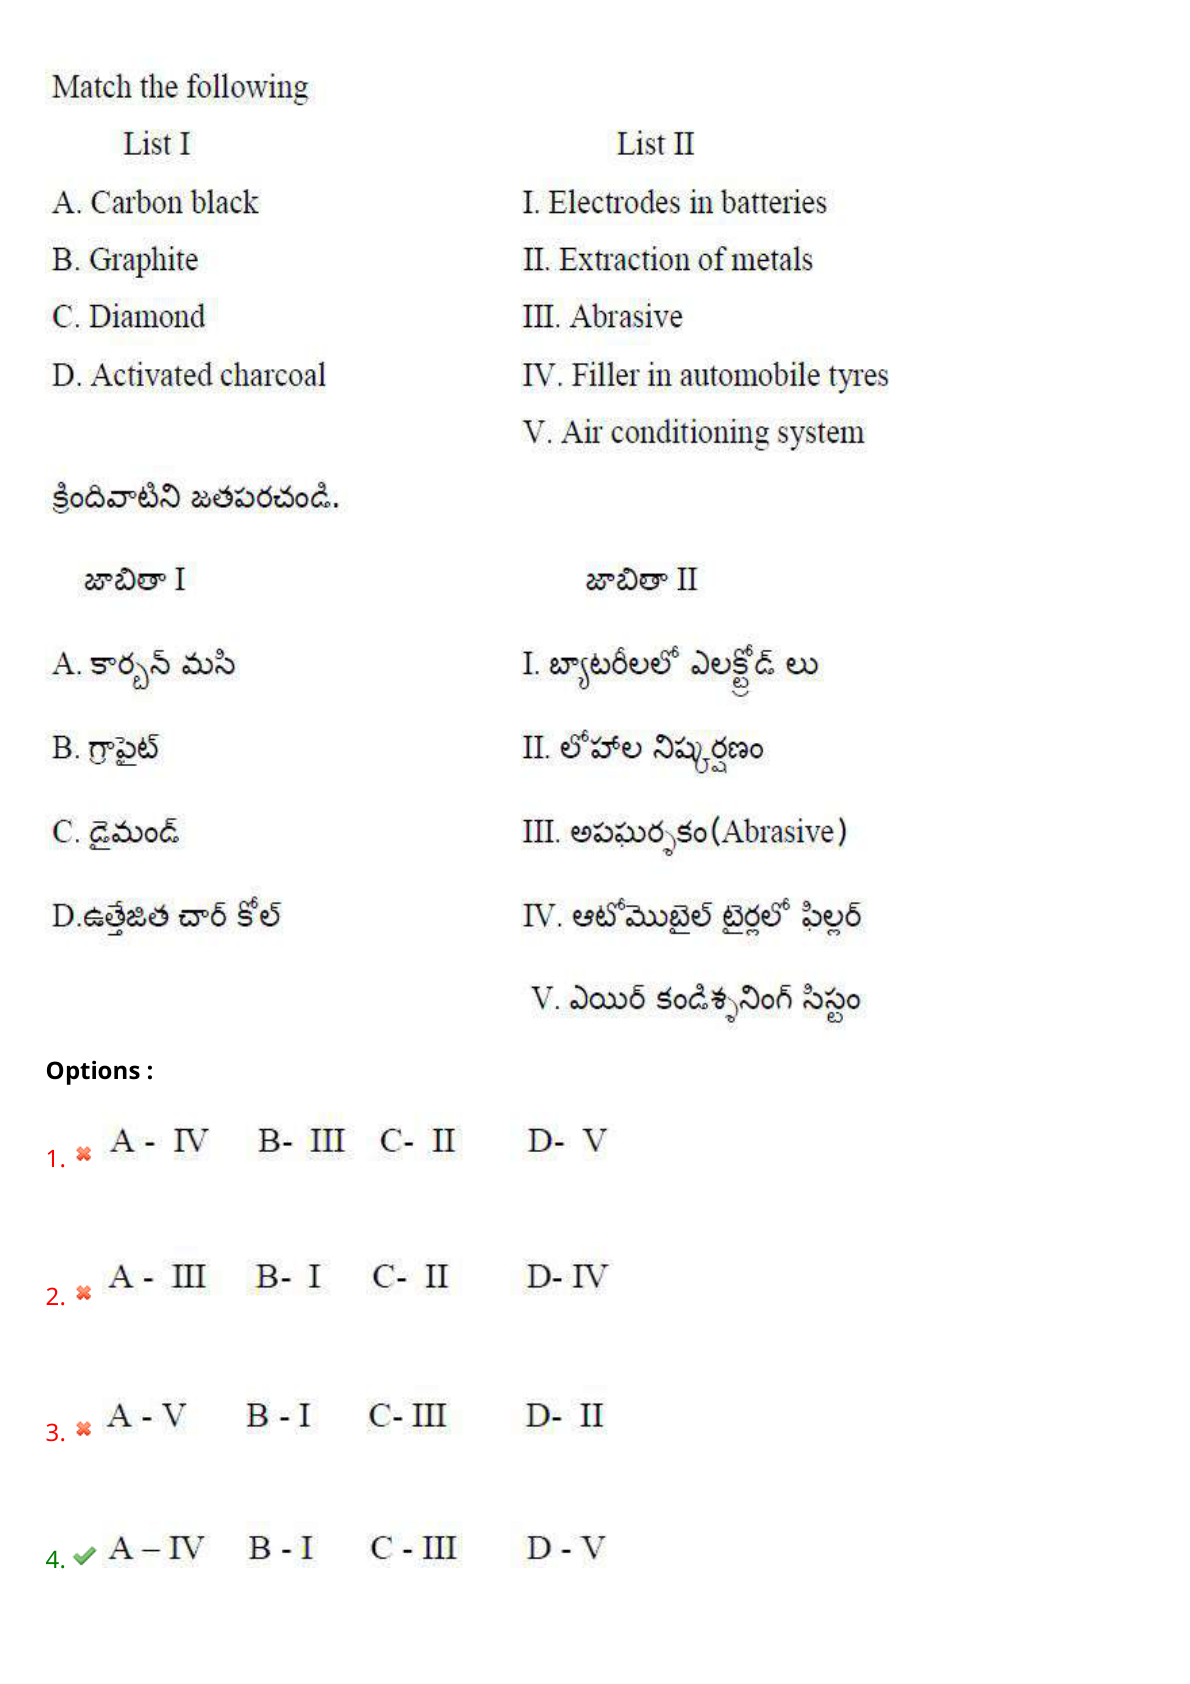 Match the following
List I List II
A. Carbon black I. Electrodes in batteries
B. Graphite II. Extraction of metals
C. Diamond III. Abrasive
D. Activated charcoal IV. Filler in automobile tyres
V. Air conditioning system
క్రిందివాటిని జతపరచండి.
జాబితా I జాబితా II
A. కార్బన్ మసి I. బ్యాటరీలలో ఎలక్ట్రోడ్ లు
B. గ్రాఫైట్ II. లోహాల నిష్కర్షణం
C. డైమండ్ III. అపఘర్శకం(Abrasive)
D.ఉత్తేజిత చార్ కోల్ IV. ఆటోమొబైల్ టైర్లలో ఫిల్లర్
V. ఎయిర్ కండిశ్శనింగ్ సిస్టం
Options :
1. A - IV B- III C- II D- V
2. A - III B- I C- II D- IV
3. A - V B - I C- III D- II
4. A – IV B - I C - III D - V